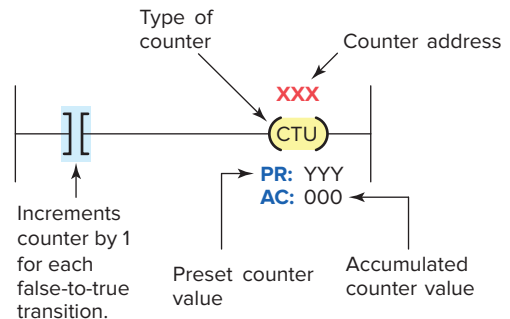 Type of
counter
Counter address
XXX
CTU
PR: YYY
AC: 000
Increments
counter by 1
for each
false-to-true
transition.
Preset counter
value
Accumulated
counter value